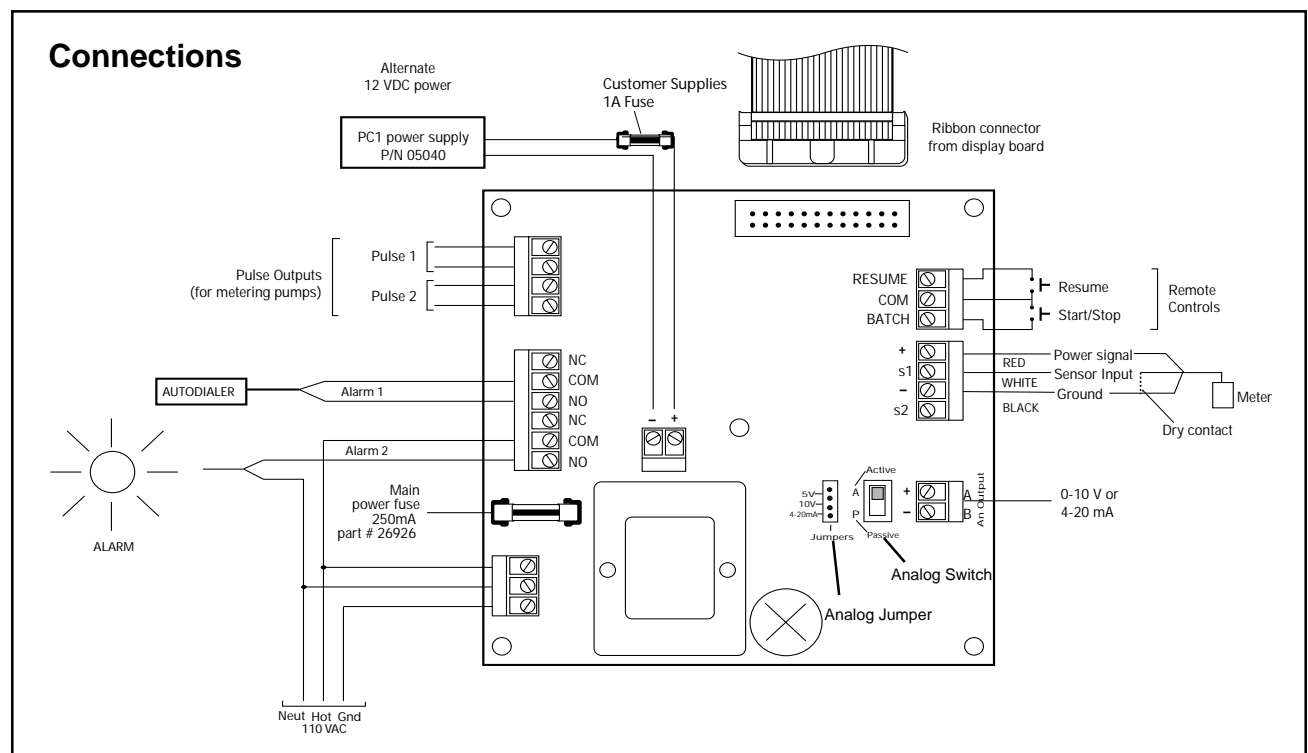 Connections
Alternate
12 VDC power
Customer Supplies
1A Fuse
PC1 power supply
P/N 05040
Ribbon connector
from display board
Pulse Outputs
(for metering pumps)
Pulse 1
Pulse 2
RESUME
COM
BATCH
Resume
Start/Stop
Remote
Controls
NC
COM
NO
NC
COM
NO
AUTODIALER
Alarm 1
Alarm 2
ALARM
- +
+
s1
–
s2
RED
WHITE
BLACK
Power signal
Sensor Input
Ground
Meter
Dry contact
Main
power fuse
250mA
part # 26926
Active
5V
10V
4-20mA
A
P
Jumpers
Passive
+
–
A
B
An Output
0-10 V or
4-20 mA
Analog Switch
Analog Jumper
Neut Hot Gnd
110 VAC